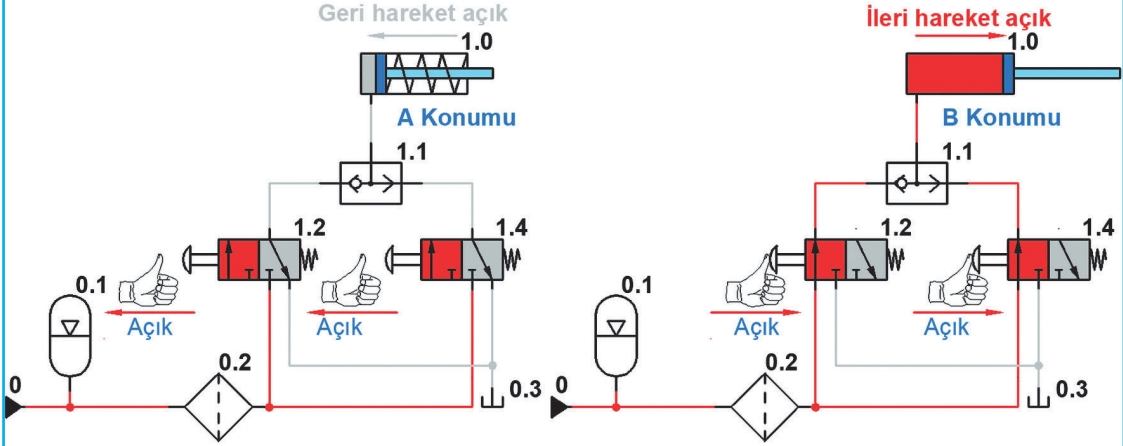 Geri hareket açık
1.0
A Konumu
1.1
1.2
1.4
0.1
Açık
Açık
0.2
0
0.3
İleri hareket açık
1.0
B Konumu
1.1
1.2
1.4
0.1
Açık
Açık
0.2
0
0.3